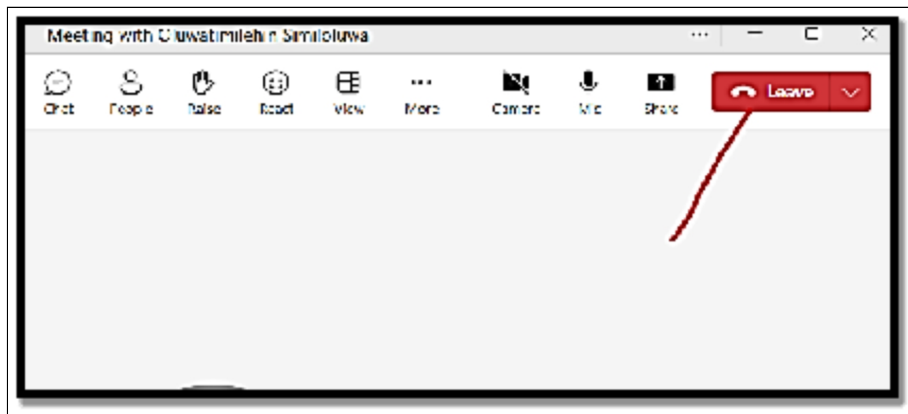 Meeting with Oluwatimilehin Similoluwa
Chat People Raise React View More Camera Mic Share Leave